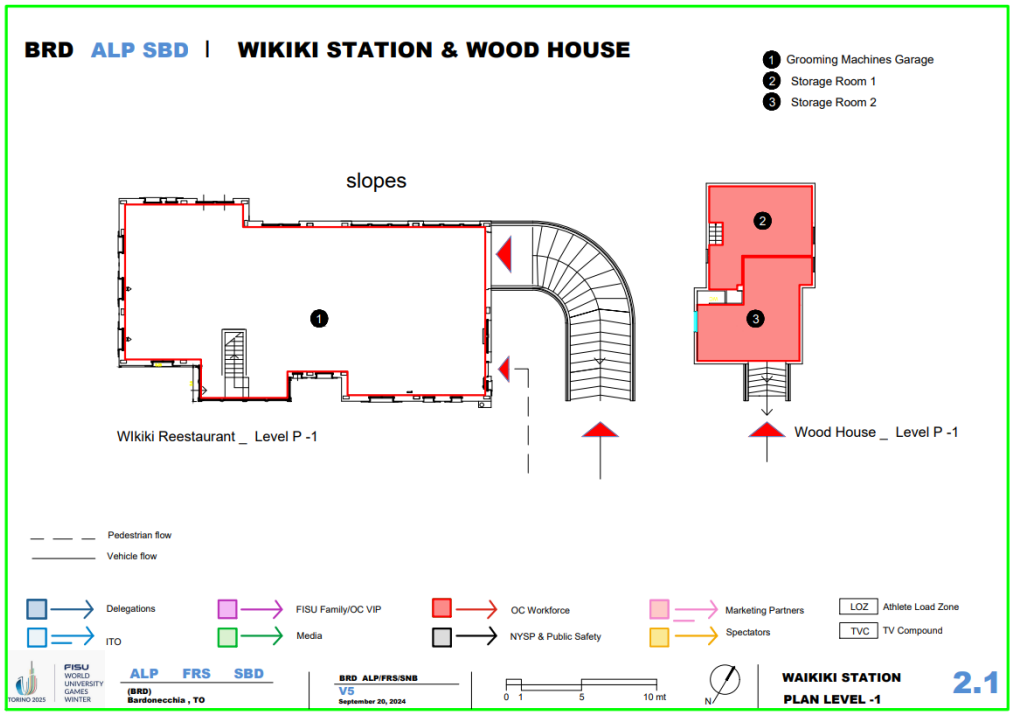 BRD ALP SBD | WIKIKI STATION & WOOD HOUSE
1 Grooming Machines Garage
2 Storage Room 1
3 Storage Room 2
slopes
1
2
3
WIkiki Reestaurant _ Level P -1
Wood House _ Level P -1
Pedestrian flow
Vehicle flow
Delegations
FISU Family/OC VIP
OC Workforce
Marketing Partners
LOZ Athlete Load Zone
ITO
Media
NYSP & Public Safety
Spectators
TVC TV Compound
TORINO 2025
FISU
WORLD
UNIVERSITY
GAMES
WINTER
ALP FRS SBD
(BRD)
Bardonecchia , TO
BRD ALP/FRS/SNB
V5
September 20, 2024
0 1 5 10 mt
N
WAIKIKI STATION
PLAN LEVEL -1
2.1